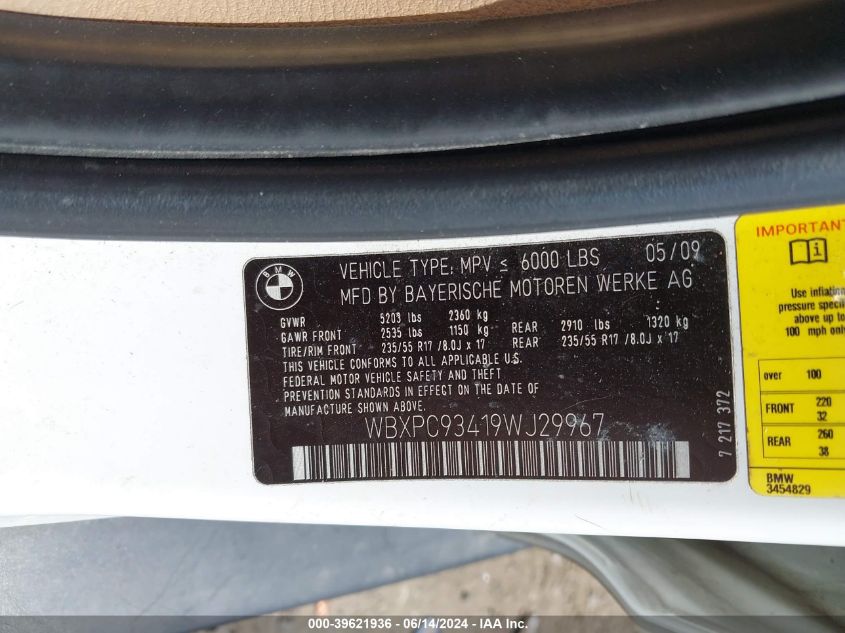 BMW
VEHICLE TYPE: MPV ≤ 6000 LBS 05/09
MFD BY BAYERISCHE MOTOREN WERKE AG
GVWR 5203 lbs 2360 kg
GAWR FRONT 2535 lbs 1150 kg REAR 2910 lbs 1320 kg
TIRE/RIM FRONT 235/55 R17 /8.0J x 17 REAR 235/55 R17 /8.0J x 17
THIS VEHICLE CONFORMS TO ALL APPLICABLE U.S.
FEDERAL MOTOR VEHICLE SAFETY AND THEFT
PREVENTION STANDARDS IN EFFECT ON THE DATE OF
MANUFACTURE SHOWN ABOVE.
WBXPC93419WJ29967
7 217 372
IMPORTANT
Use inflation
pressure specif
above up to
100 mph only
over 100
FRONT 220
32
REAR 260
38
BMW
3454829
000-39621936 - 06/14/2024 - IAA Inc.